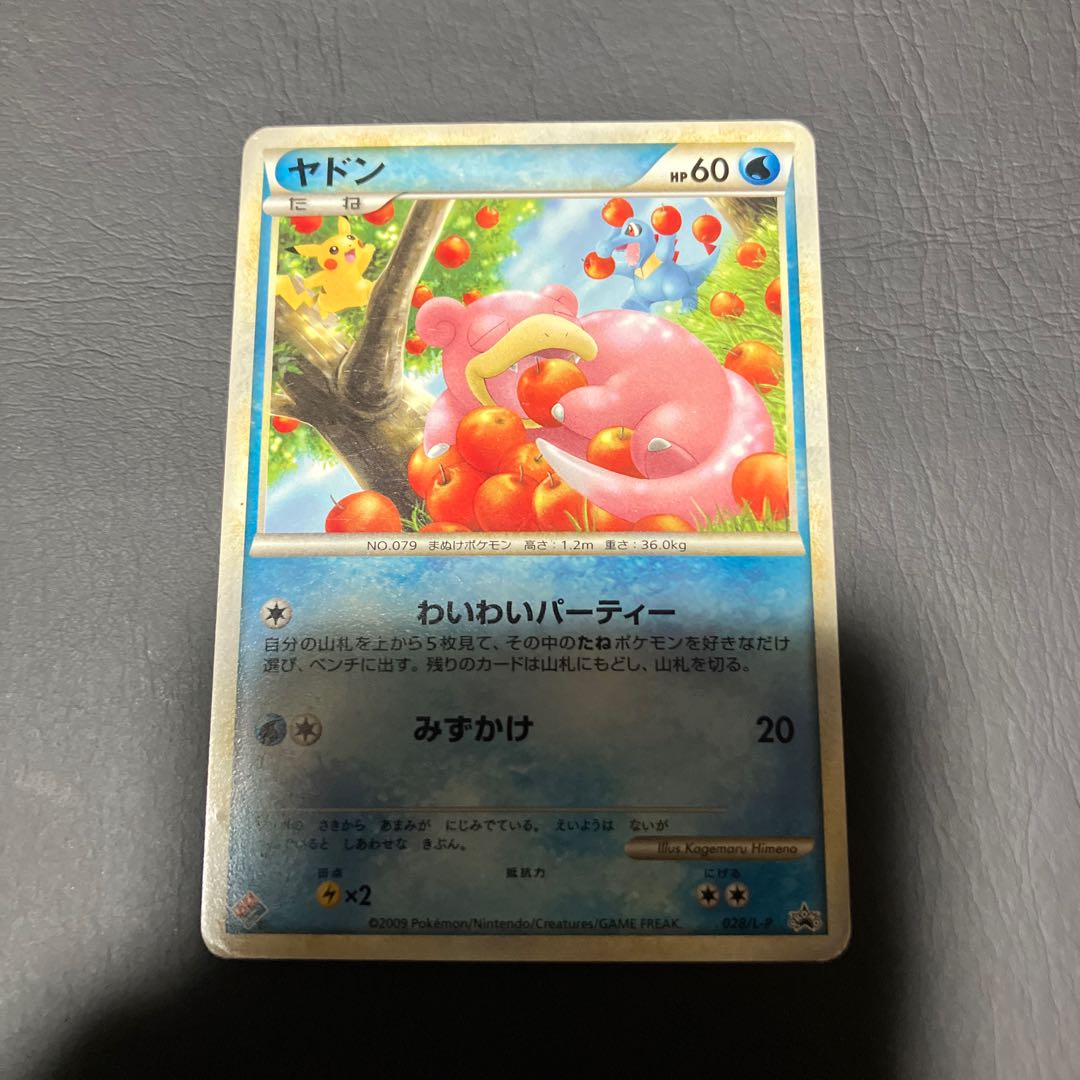 ヤドン HP60
たね
NO.079 まぬけポケモン 高さ：1.2m 重さ：36.0kg
わいわいパーティー
自分の山札を上から5枚見て、その中のたねポケモンを好きなだけ
選び、ベンチに出す。残りのカードは山札にもどし、山札を切る。
みずかけ 20
さきから あまみが にじみでている。 えいようは ないが
いると しあわせな きぶん。
Illus. Kagemaru Himeno
弱点 抵抗力 にげる
×2
©2009 Pokémon/Nintendo/Creatures/GAME FREAK. 028/L-P